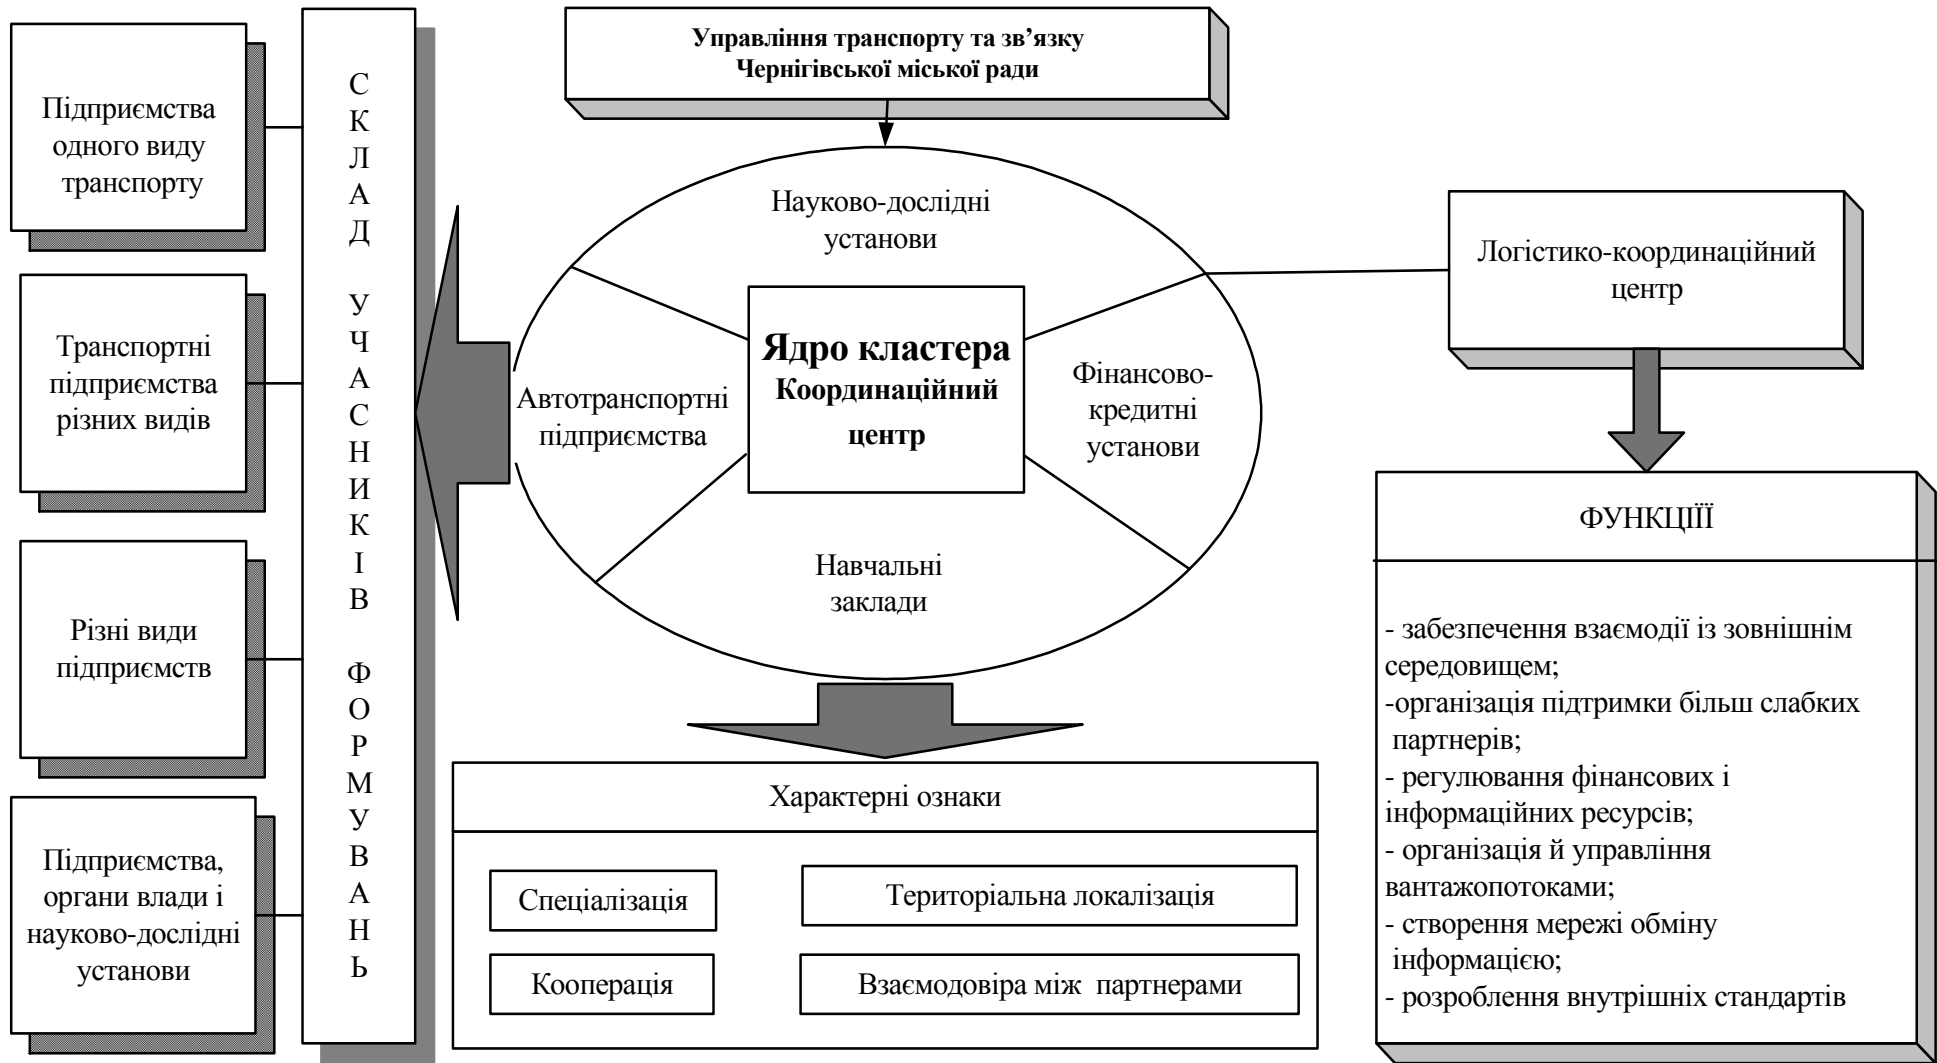 Управління транспорту та зв’язку
Чернігівської міської ради
Підприємства
одного виду
транспорту
Транспортні
підприємства
різних видів
Різні види
підприємств
Підприємства,
органи влади і
науково-дослідні
установи
СКЛАД УЧАСНИКІВ ФОРМУВАНЬ
Науково-дослідні
установи
Автотранспортні
підприємства
Ядро кластера
Координаційний
центр
Фінансово-
кредитні
установи
Навчальні
заклади
Характерні ознаки
Спеціалізація
Територіальна локалізація
Кооперація
Взаємодовіра між партнерами
Логістико-координаційний
центр
ФУНКЦІЇЇ
- забезпечення взаємодії із зовнішнім
середовищем;
-організація підтримки більш слабких
партнерів;
- регулювання фінансових і
інформаційних ресурсів;
- організація й управління
вантажопотоками;
- створення мережі обміну
інформацією;
- розроблення внутрішніх стандартів